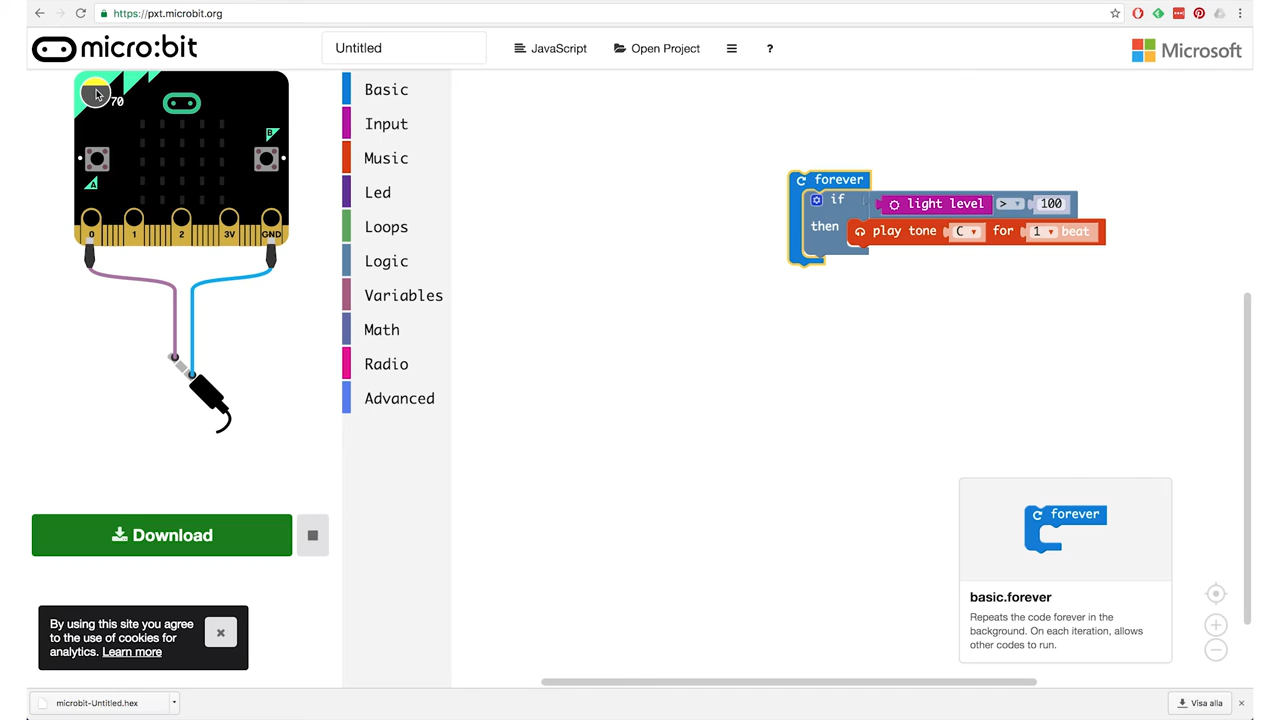 https://pxt.microbit.org
micro:bit
Untitled
JavaScript
Open Project
?
Microsoft
70
B
A
0 1 2 3V GND
Basic
Input
Music
Led
Loops
Logic
Variables
Math
Radio
Advanced
forever
if light level > 100
then play tone C for 1 beat
Download
By using this site you agree
to the use of cookies for
analytics. Learn more
forever
basic.forever
Repeats the code forever in the
background. On each iteration, allows
other codes to run.
microbit-Untitled.hex
Visa alla